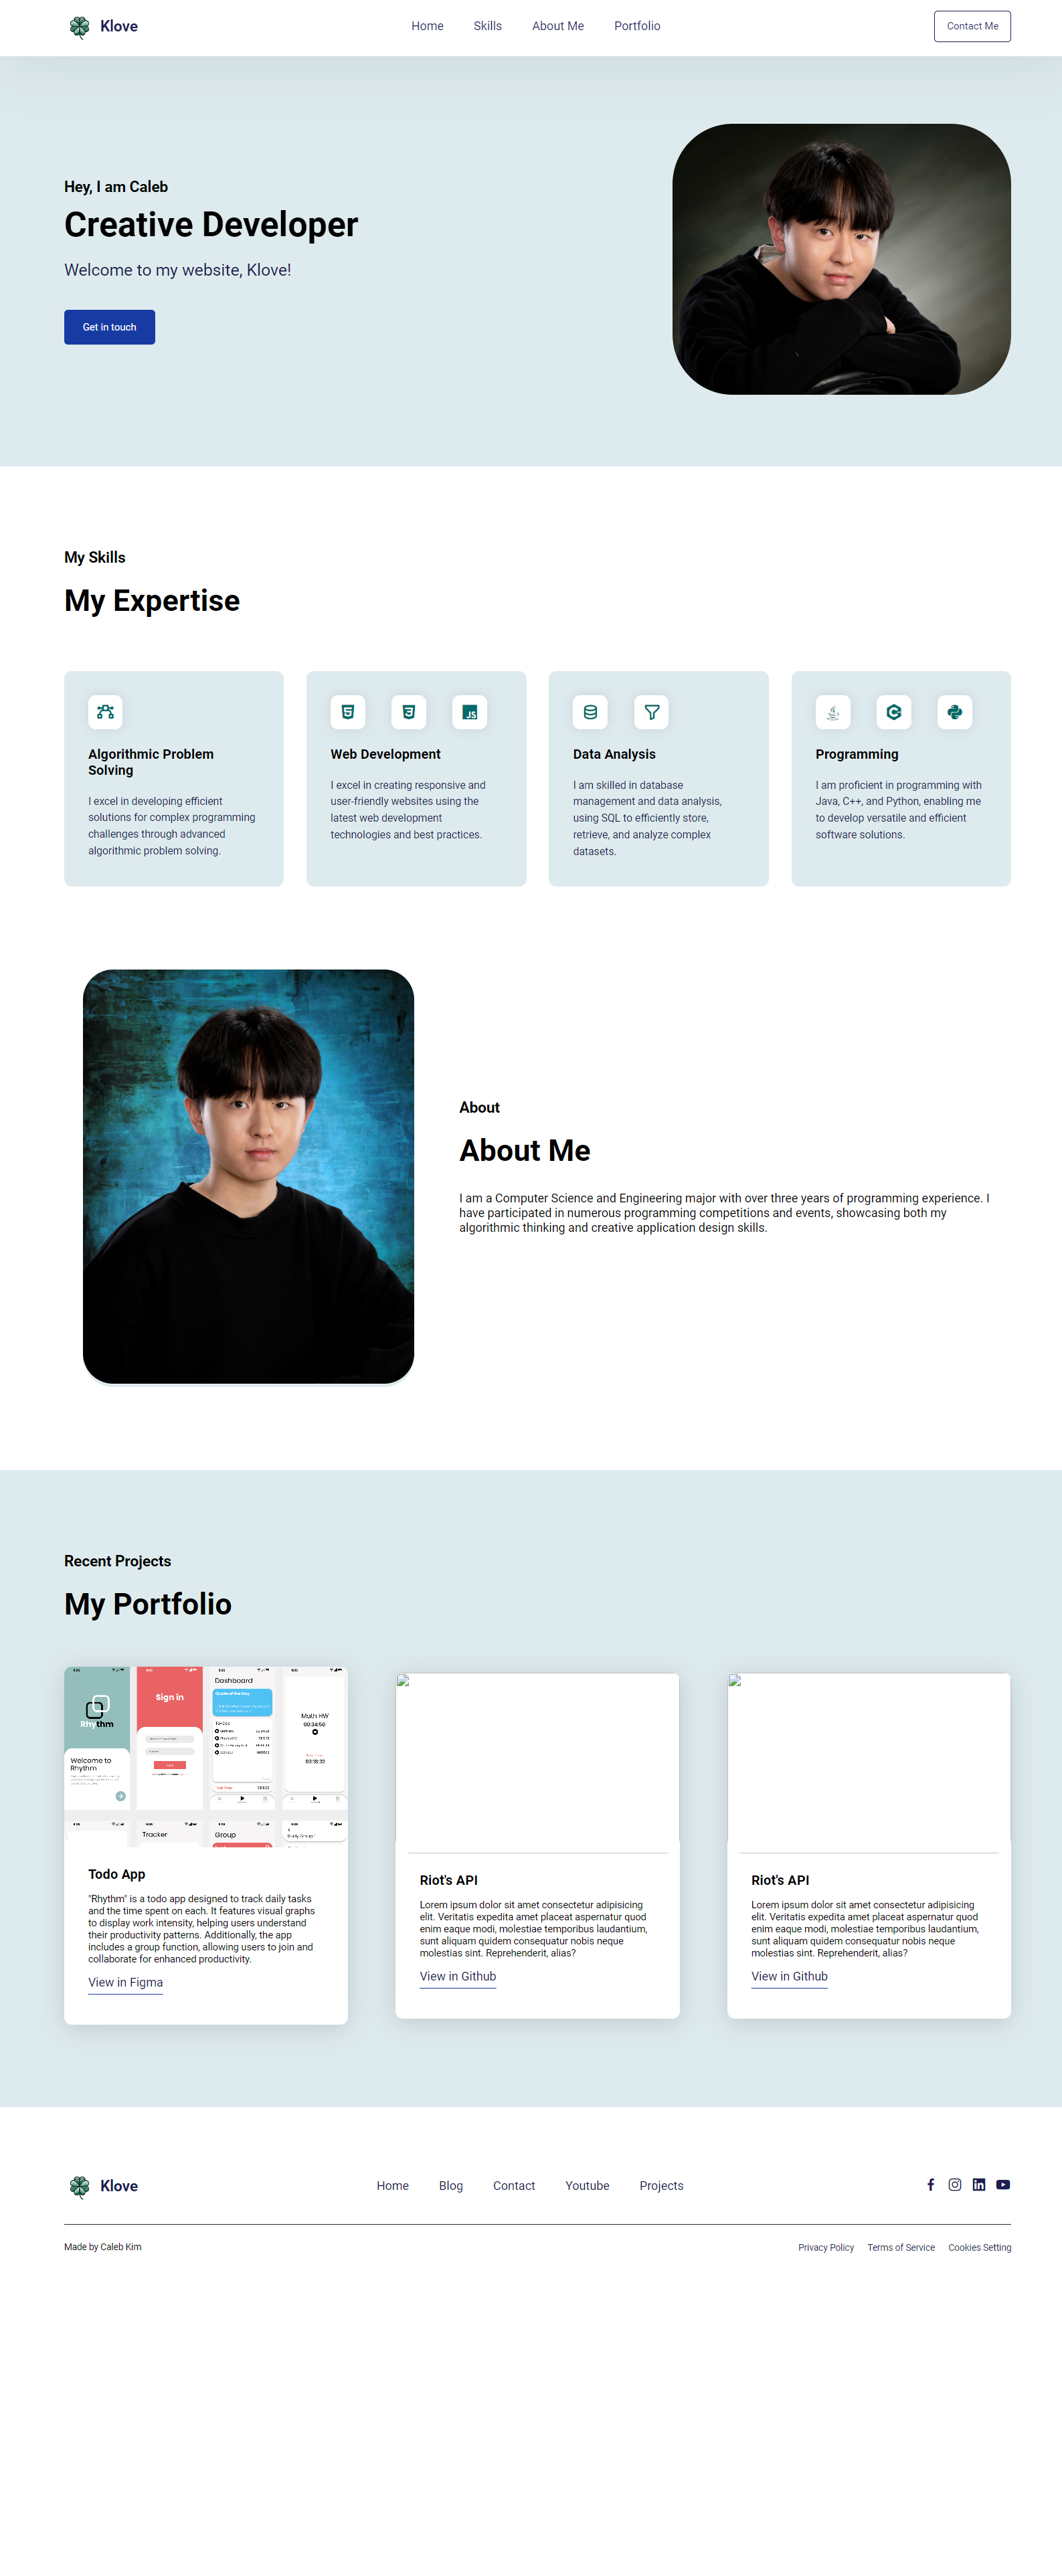 Klove
Home Skills About Me Portfolio
Contact Me
Hey, I am Caleb
Creative Developer
Welcome to my website, Klove!
Get in touch
My Skills
My Expertise
Algorithmic Problem
Solving
I excel in developing efficient
solutions for complex programming
challenges through advanced
algorithmic problem solving.
JS
Web Development
I excel in creating responsive and
user-friendly websites using the
latest web development
technologies and best practices.
Data Analysis
I am skilled in database
management and data analysis,
using SQL to efficiently store,
retrieve, and analyze complex
datasets.
Programming
I am proficient in programming with
Java, C++, and Python, enabling me
to develop versatile and efficient
software solutions.
About
About Me
I am a Computer Science and Engineering major with over three years of programming experience. I
have participated in numerous programming competitions and events, showcasing both my
algorithmic thinking and creative application design skills.
Recent Projects
My Portfolio
Rhythm
Welcome to
Rhythm
Sign in
Dashboard
Quote of the Day
Math HW
00:34:50
03:18:32
Tracker
Group
Study Group 1
Todo App
"Rhythm" is a todo app designed to track daily tasks
and the time spent on each. It features visual graphs
to display work intensity, helping users understand
their productivity patterns. Additionally, the app
includes a group function, allowing users to join and
collaborate for enhanced productivity.
View in Figma
Riot's API
Lorem ipsum dolor sit amet consectetur adipisicing
elit. Veritatis expedita amet placeat aspernatur quod
enim eaque modi, molestiae temporibus laudantium,
sunt aliquam quidem consequatur nobis neque
molestias sint. Reprehenderit, alias?
View in Github
Riot's API
Lorem ipsum dolor sit amet consectetur adipisicing
elit. Veritatis expedita amet placeat aspernatur quod
enim eaque modi, molestiae temporibus laudantium,
sunt aliquam quidem consequatur nobis neque
molestias sint. Reprehenderit, alias?
View in Github
Klove
Home Blog Contact Youtube Projects
Made by Caleb Kim
Privacy Policy Terms of Service Cookies Setting